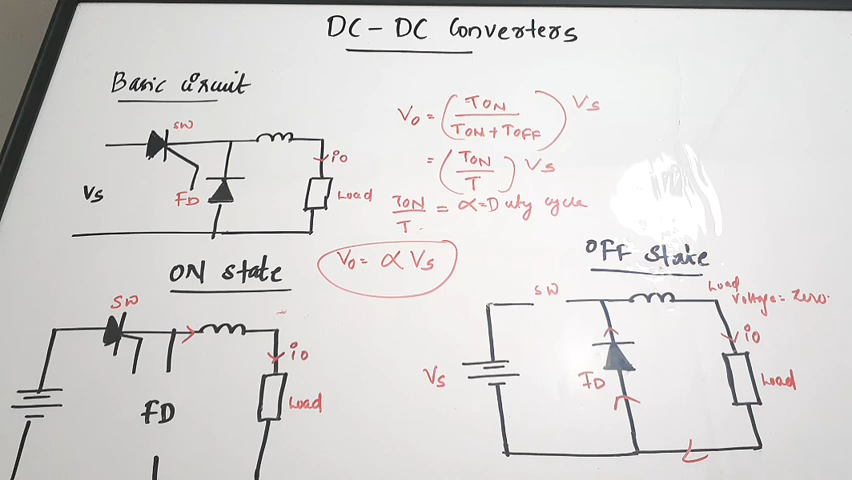 DC - DC Converters
Basic circuit
SW
io
Load
FD
Vs
Vo = (TON / TON + TOFF) Vs
= (TON / T) Vs
TON / T = α = Duty cycle
Vo = α Vs
ON state
SW
io
Load
FD
OFF State
SW
Load
Voltage = zero.
io
Vs
FD
Load